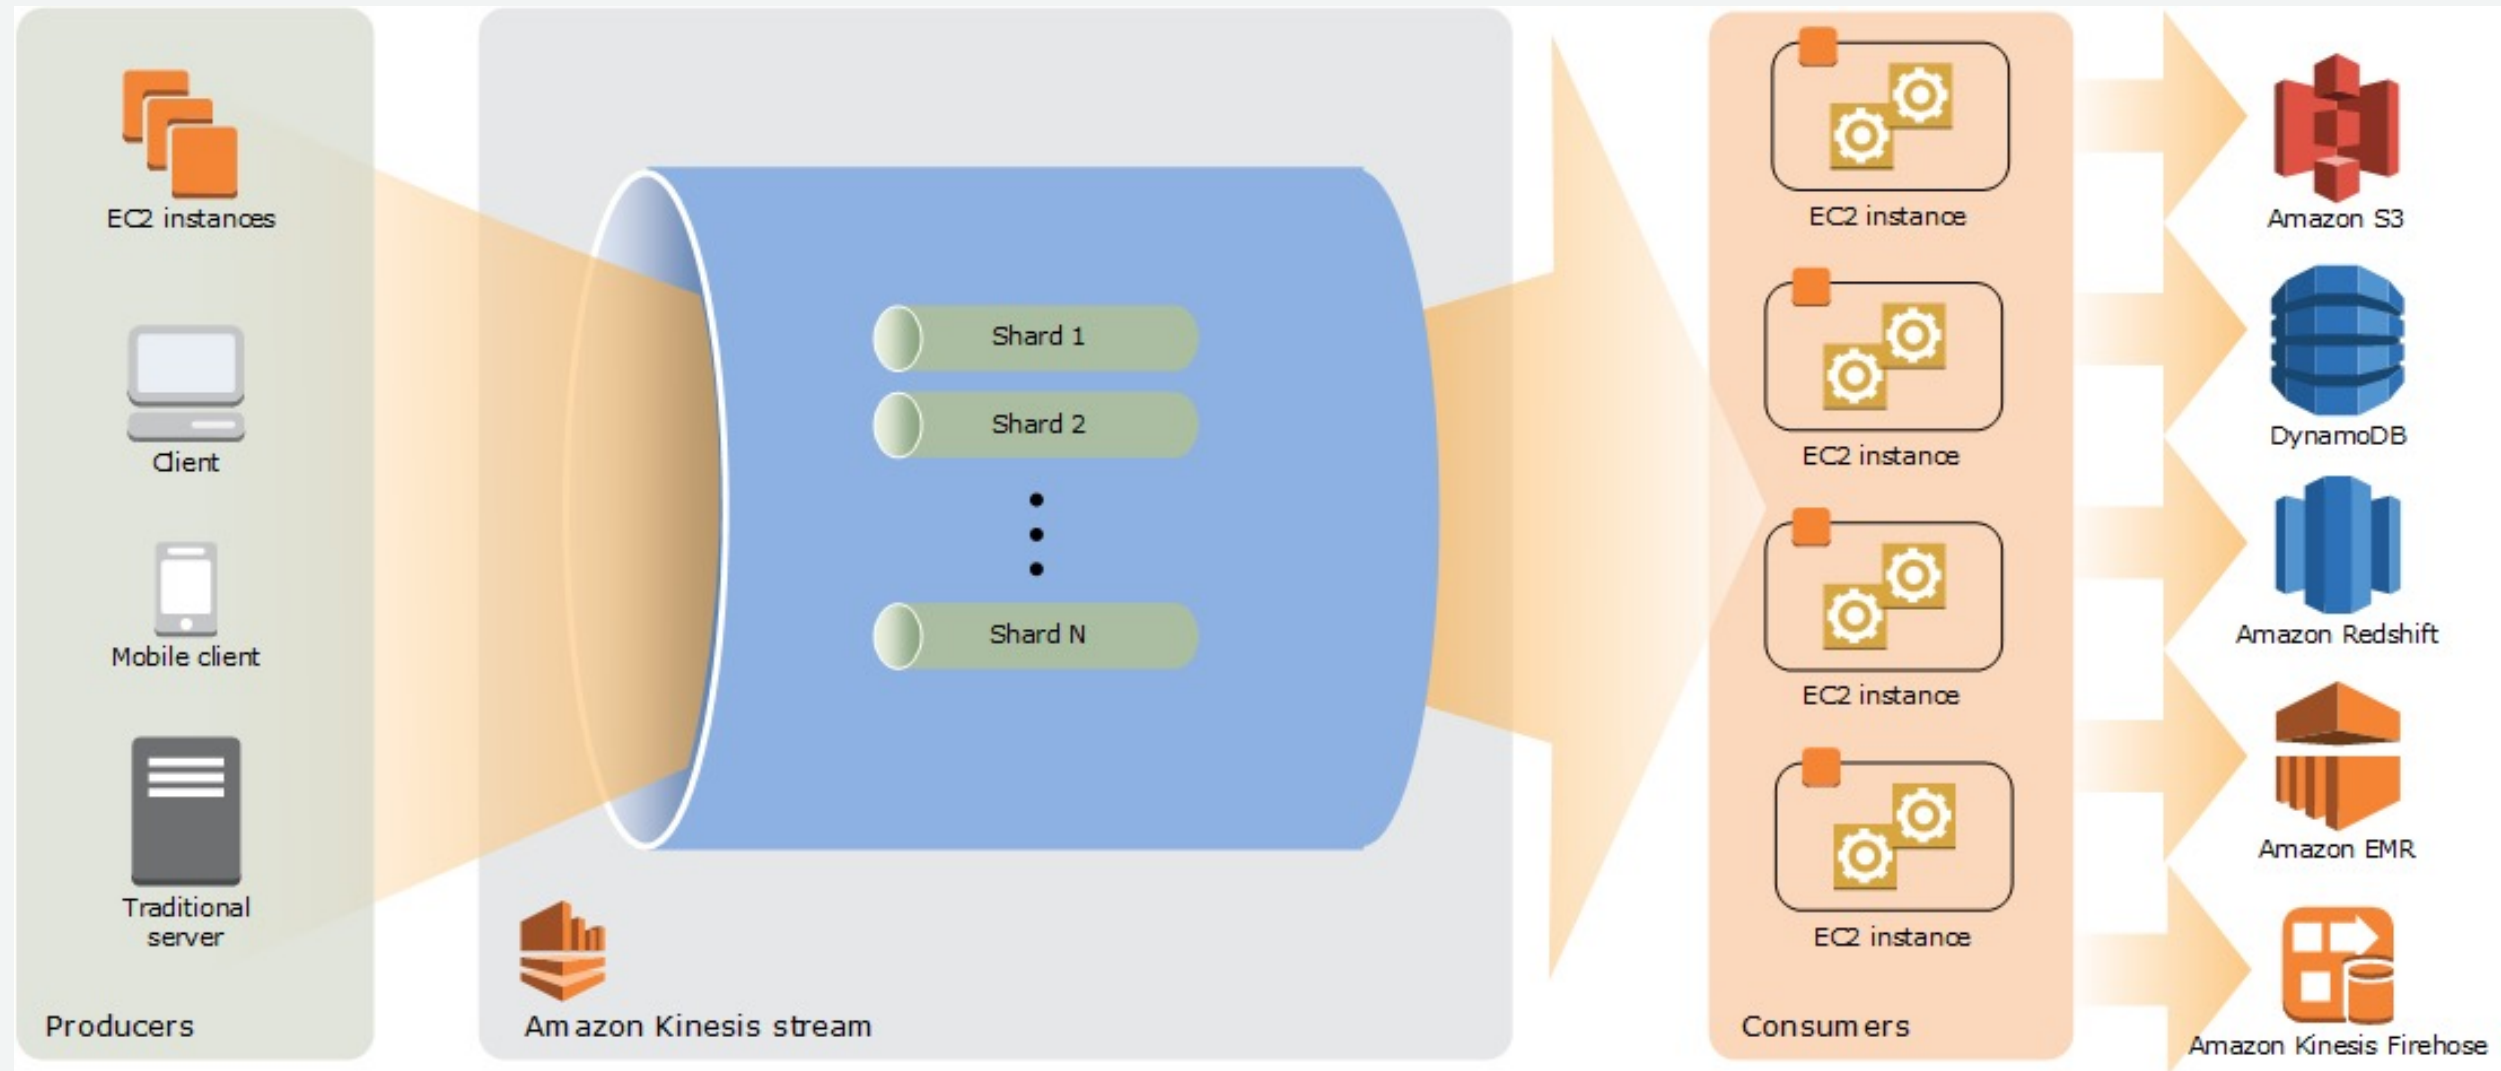 EC2 instances
Client
Mobile client
Traditional
server
Producers
Shard 1
Shard 2
Shard N
Amazon Kinesis stream
EC2 instance
EC2 instance
EC2 instance
EC2 instance
Consumers
Amazon S3
DynamoDB
Amazon Redshift
Amazon EMR
Amazon Kinesis Firehose